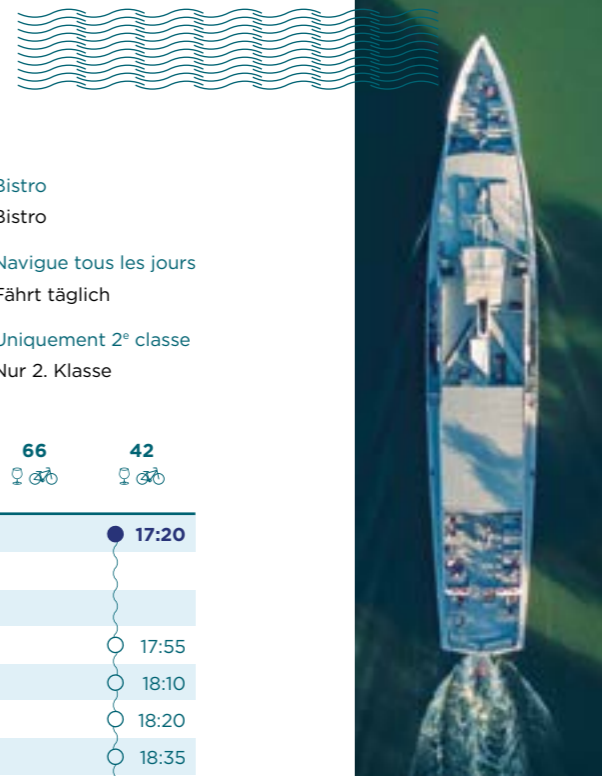 Bistro
Bistro
Navigue tous les jours
Fährt täglich
Uniquement 2ᵉ classe
Nur 2. Klasse
66 42
17:20
17:55
18:10
18:20
18:35